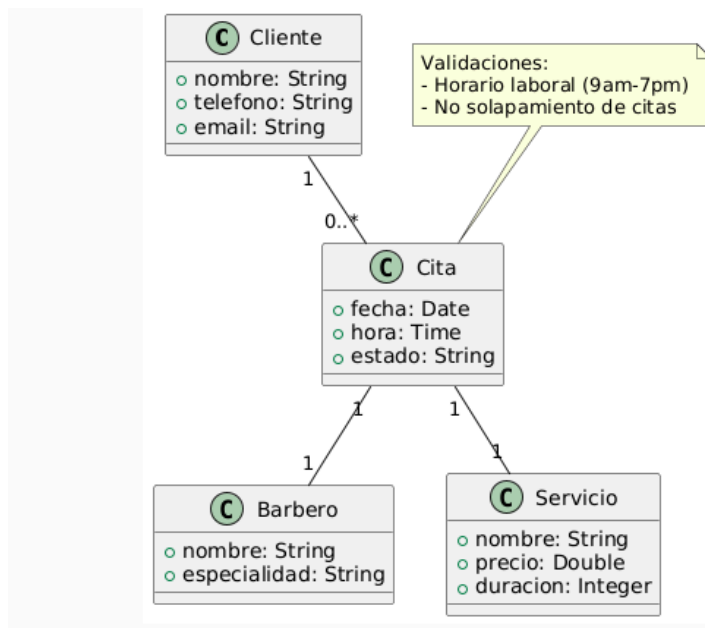 C Cliente
nombre: String
telefono: String
email: String
Validaciones:
- Horario laboral (9am-7pm)
- No solapamiento de citas
1
0..*
C Cita
fecha: Date
hora: Time
estado: String
1
1
1
1
C Barbero
nombre: String
especialidad: String
C Servicio
nombre: String
precio: Double
duracion: Integer